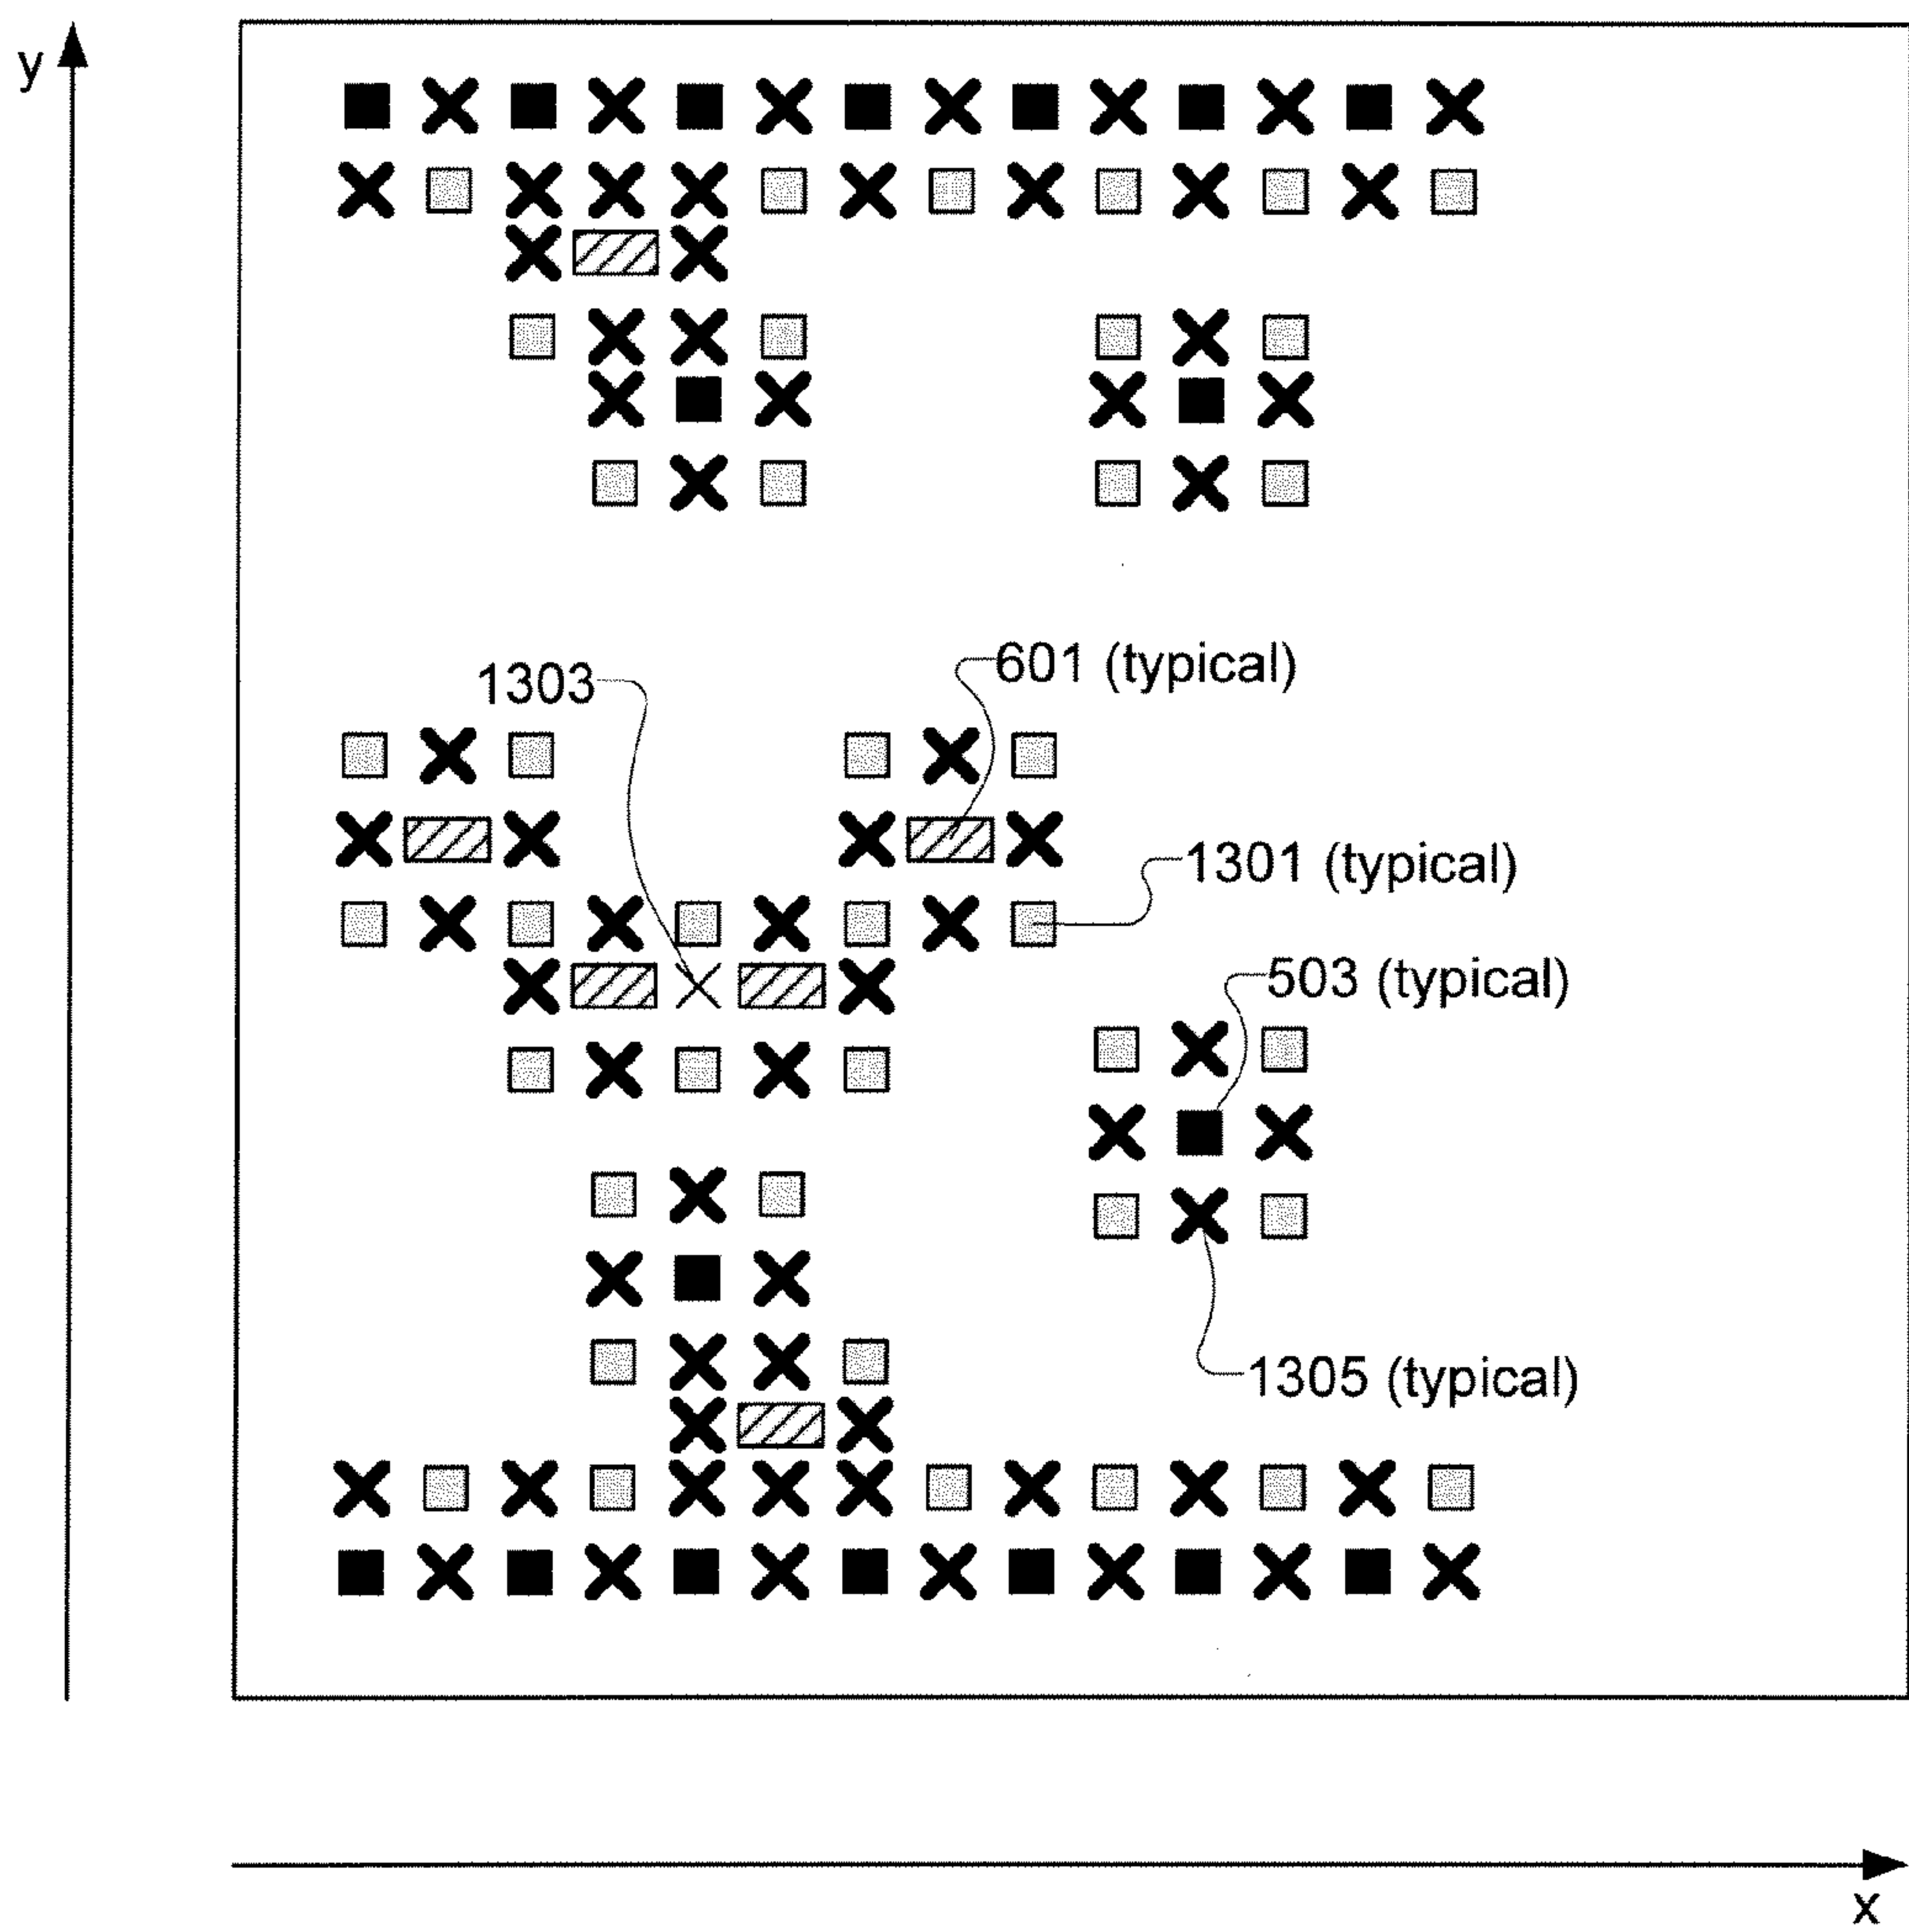 y
601 (typical)
1303
1301 (typical)
503 (typical)
1305 (typical)
x